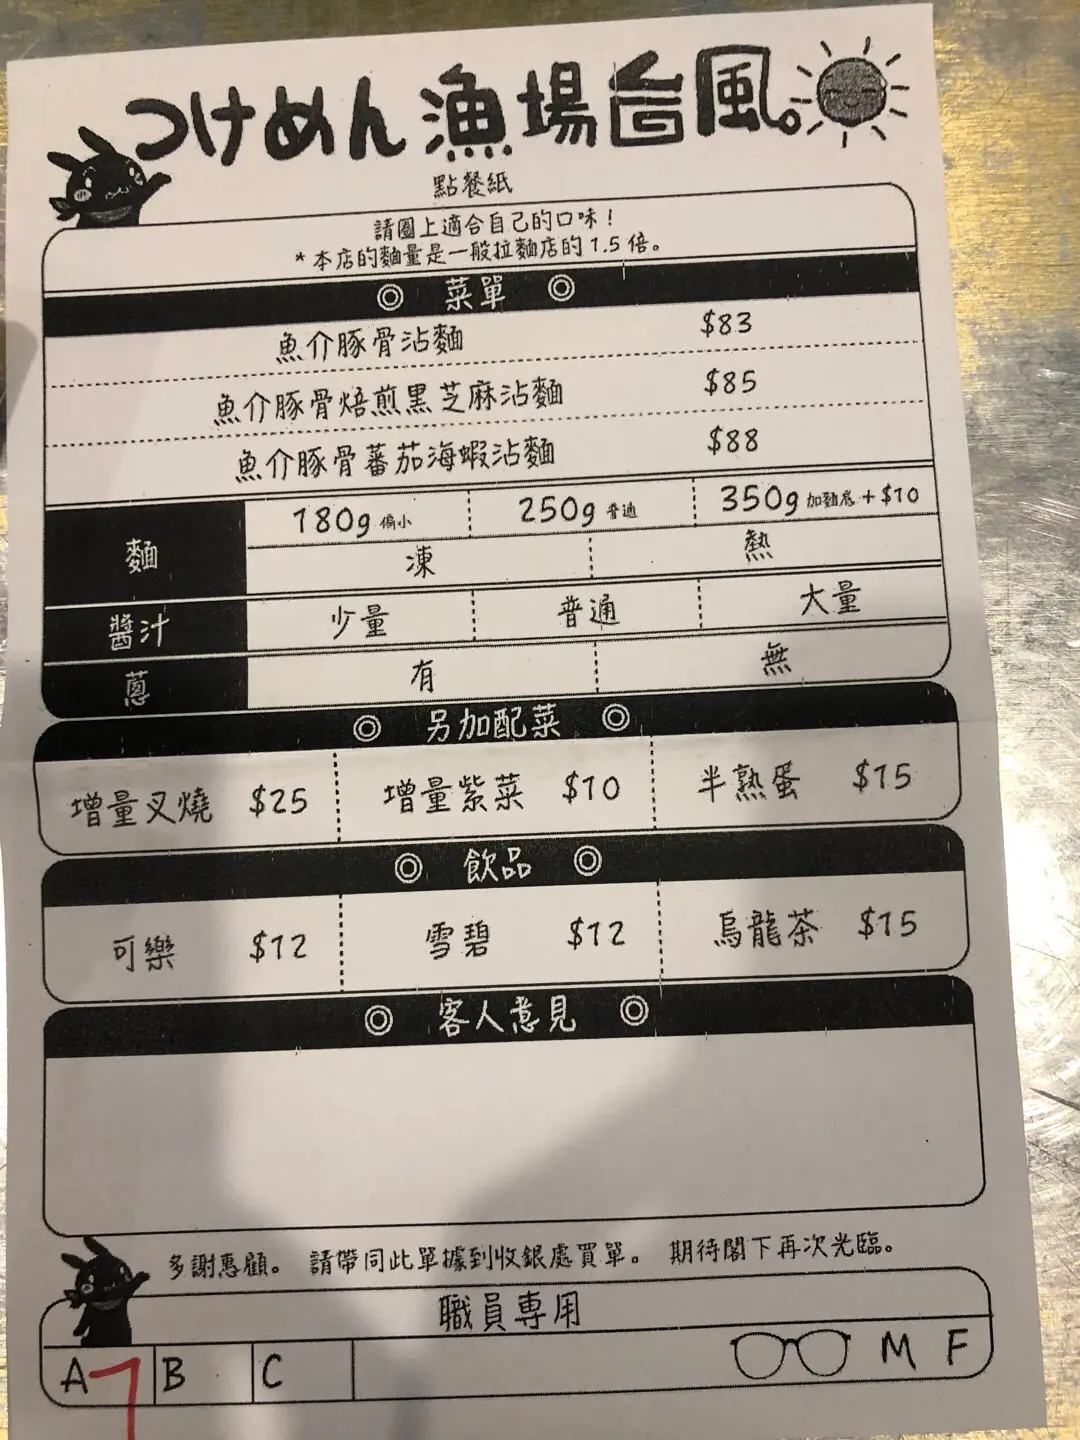 つけめん漁場台風。
點餐紙
請圈上適合自己的口味！
*本店的麵量是一般拉麵店的1.5倍。
◎ 菜單 ◎
魚介豚骨沾麵 $83
魚介豚骨焙煎黑芝麻沾麵 $85
魚介豚骨蕃茄海蝦沾麵 $88
麵 180g 偏小 250g 普通 350g 加麵底+$10
凍 熱
醬汁 少量 普通 大量
蔥 有 無
◎ 另加配菜 ◎
增量叉燒 $25 增量紫菜 $10 半熟蛋 $15
◎ 飲品 ◎
可樂 $12 雪碧 $12 烏龍茶 $15
◎ 客人意見 ◎
多謝惠顧。 請帶同此單據到收銀處買單。 期待閣下再次光臨。
職員専用
A 1 B C M F